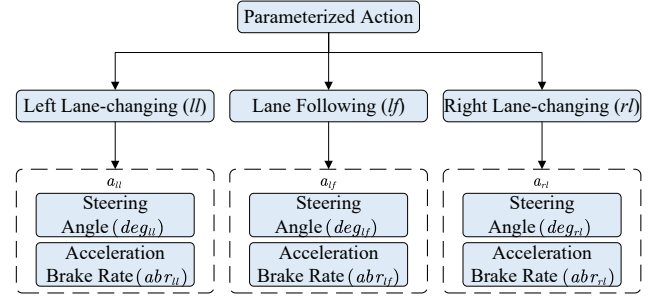 Parameterized Action
Left Lane-changing (ll)
Lane Following (lf)
Right Lane-changing (rl)
a_ll
Steering
Angle (deg_ll)
Acceleration
Brake Rate (abr_ll)
a_lf
Steering
Angle (deg_lf)
Acceleration
Brake Rate (abr_lf)
a_rl
Steering
Angle (deg_rl)
Acceleration
Brake Rate (abr_rl)